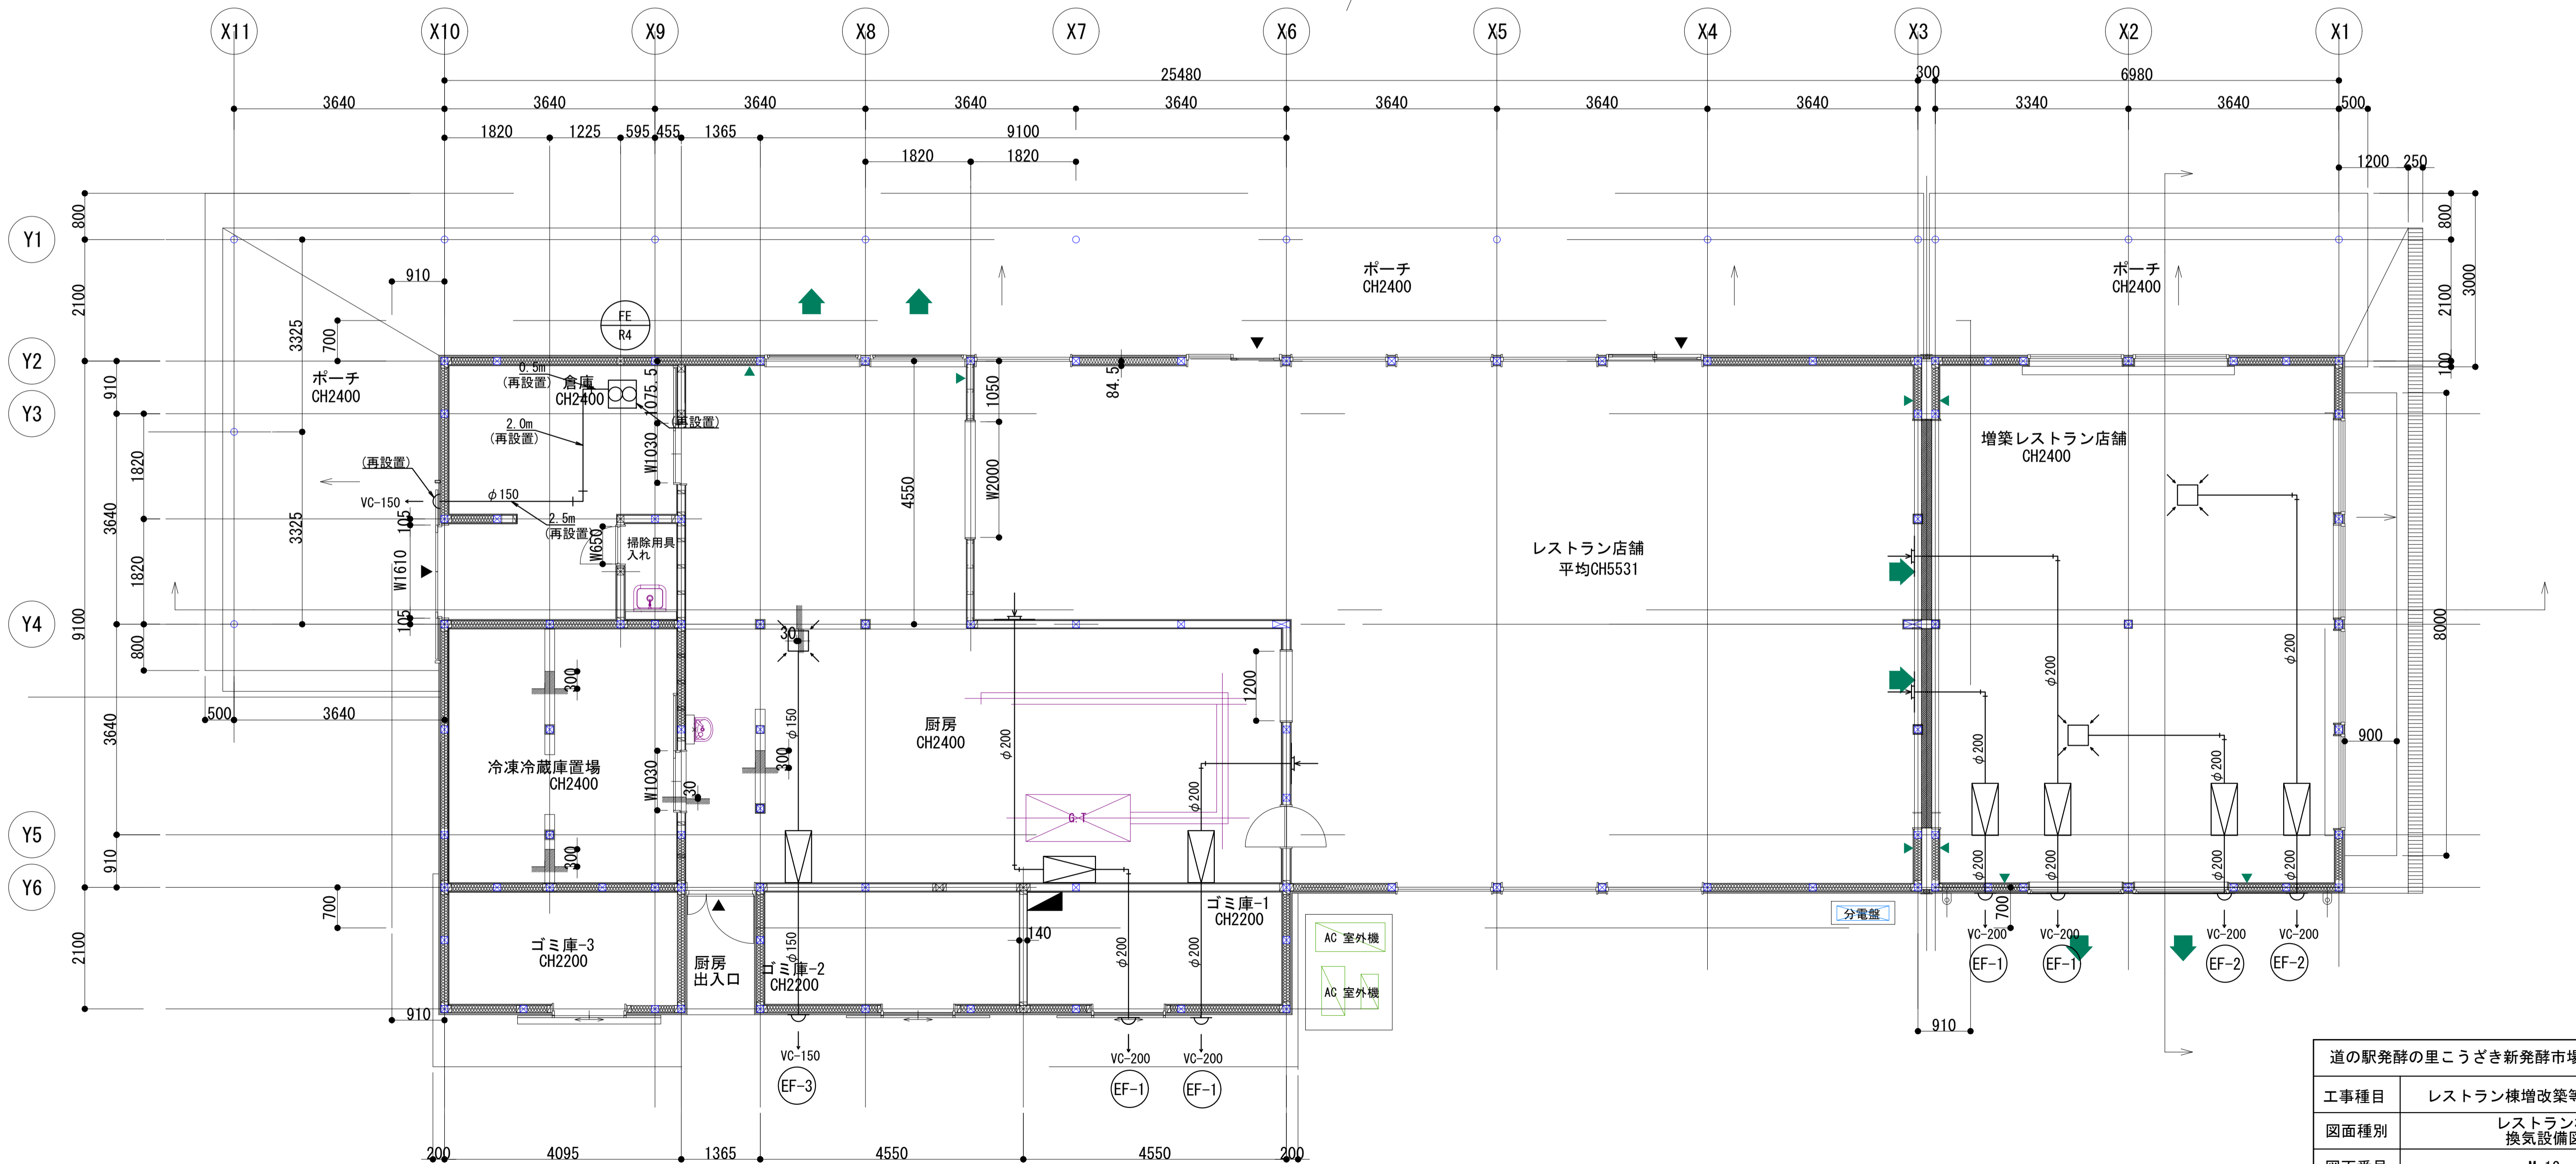 X11 X10 X9 X8 X7 X6 X5 X4 X3 X2 X1
25480 300 6980
3640 3640 3640 3640 3640 3640 3640 3640 3340 3640 500
1820 1225 595 455 1365 9100
1820 1820 1200 250
800
800
Y1
2100
2100
3000
910
3325
700
ポーチ
CH2400
ポーチ
CH2400
FE
R4
Y2
100
84.5
0.5m
(再設置)
倉庫
CH2400
1075.5
1050
ポーチ
CH2400
910
Y3
(再設置)
2.0m
(再設置)
W1030
増築レストラン店舗
CH2400
(再設置)
1820
W2000
4550
VC-150
φ150
2.5m
(再設置)
105
3640
3325
W650
掃除用具
入れ
レストラン店舗
平均CH5531
W1610
1820
105
Y4
9100
8000
φ200
φ200
30
800
300
1200
500
3640
3640
φ150
厨房
CH2400
φ200
φ200
φ200
900
300
冷凍冷蔵庫置場
CH2400
W1030
30
φ200
G.T
Y5
300
910
φ200
φ200
φ200
φ200
Y6
700
700
ゴミ庫-1
CH2200
分電盤
2100
140
ゴミ庫-3
CH2200
厨房
出入口
φ150
ゴミ庫-2
CH2200
φ200
φ200
AC 室外機
AC 室外機
VC-200
VC-200
VC-200
VC-200
EF-1
EF-1
EF-2
EF-2
910
910
VC-150
VC-200
VC-200
EF-3
EF-1
EF-1
200 4095 1365 4550 4550 200
道の駅発酵の里こうざき新発酵市場
工事種目 レストラン棟増改築等
図面種別 レストラン
換気設備図